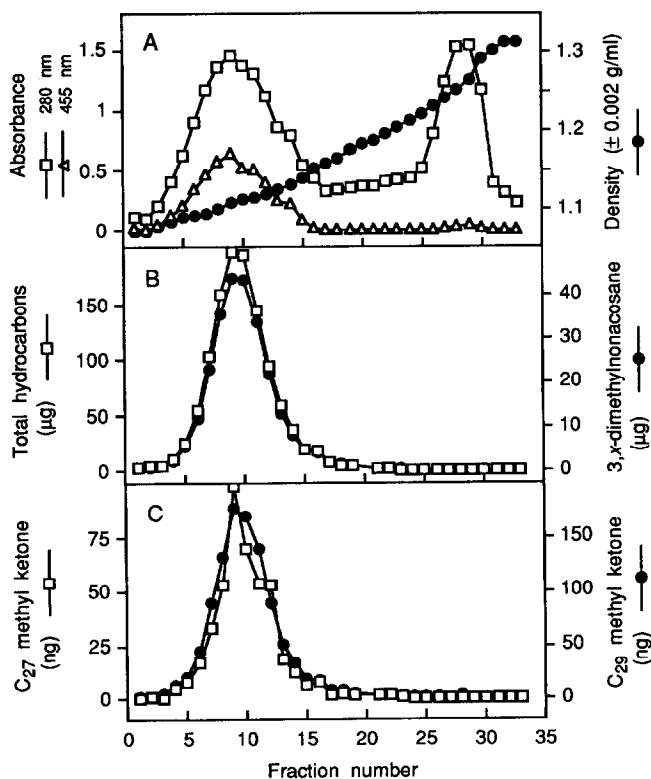 A
Absorbance
280 nm
455 nm
1.5
1
0.5
0
Density (± 0.002 g/ml)
1.3
1.2
1.1
B
Total hydrocarbons
(µg)
150
100
50
0
3,x-dimethylnonacosane
(µg)
40
30
20
10
0
C
C27 methyl ketone
(ng)
75
50
25
0
C29 methyl ketone
(ng)
150
100
50
0
0 5 10 15 20 25 30 35
Fraction number